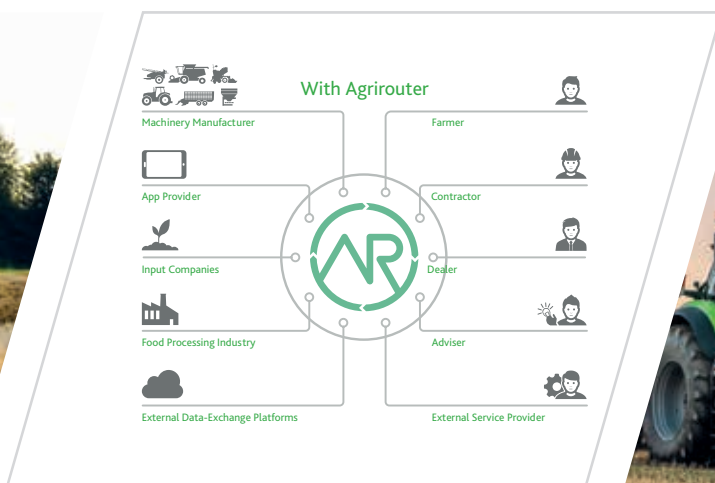 With Agrirouter
Machinery Manufacturer
Farmer
App Provider
Contractor
Input Companies
Dealer
AR
Food Processing Industry
Adviser
External Data-Exchange Platforms
External Service Provider